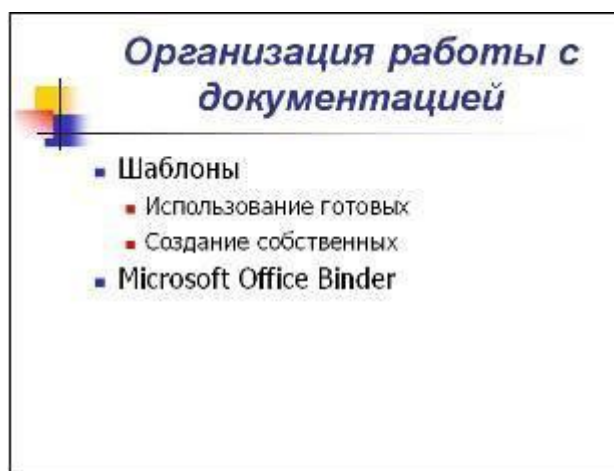 Организация работы с
документацией
Шаблоны
Использование готовых
Создание собственных
Microsoft Office Binder